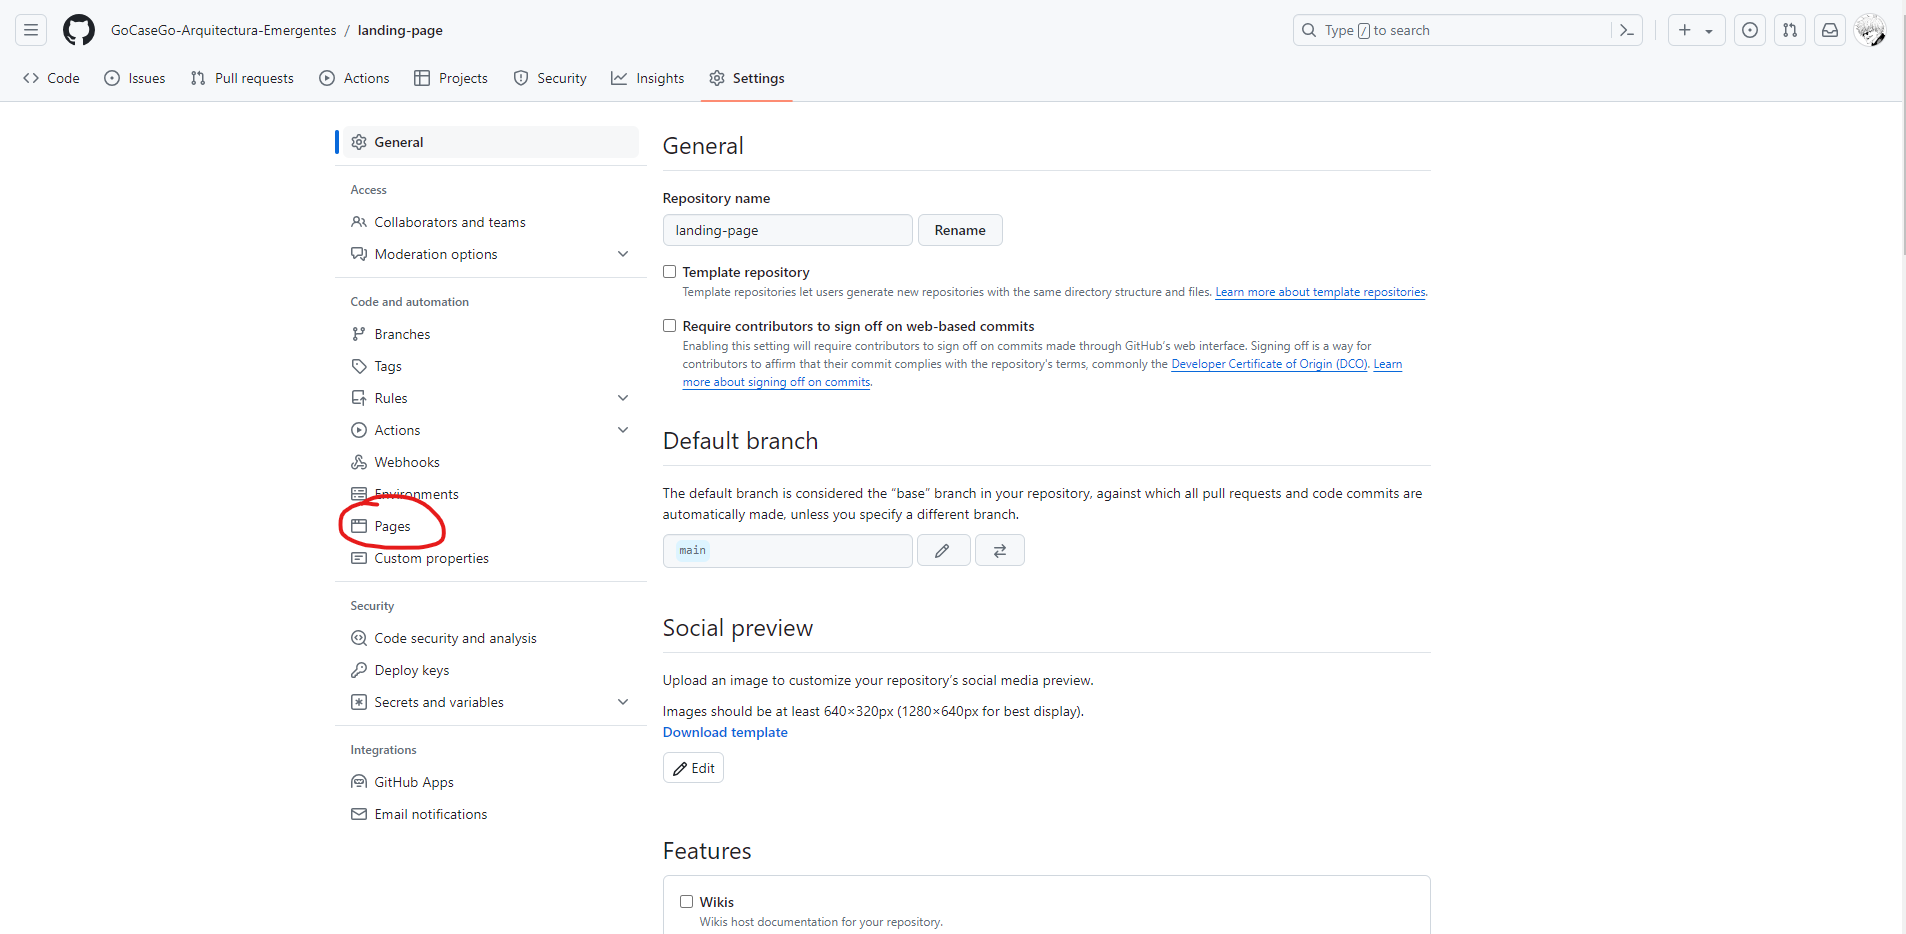 GoCaseGo-Arquitectura-Emergentes / landing-page
Type / to search
Code
Issues
Pull requests
Actions
Projects
Security
Insights
Settings
General
Access
Collaborators and teams
Moderation options
Code and automation
Branches
Tags
Rules
Actions
Webhooks
Environments
Pages
Custom properties
Security
Code security and analysis
Deploy keys
Secrets and variables
Integrations
GitHub Apps
Email notifications
General
Repository name
landing-page
Rename
Template repository
Template repositories let users generate new repositories with the same directory structure and files. Learn more about template repositories.
Require contributors to sign off on web-based commits
Enabling this setting will require contributors to sign off on commits made through GitHub's web interface. Signing off is a way for
contributors to affirm that their commit complies with the repository's terms, commonly the Developer Certificate of Origin (DCO). Learn
more about signing off on commits.
Default branch
The default branch is considered the “base” branch in your repository, against which all pull requests and code commits are
automatically made, unless you specify a different branch.
main
Social preview
Upload an image to customize your repository’s social media preview.
Images should be at least 640×320px (1280×640px for best display).
Download template
Edit
Features
Wikis
Wikis host documentation for your repository.